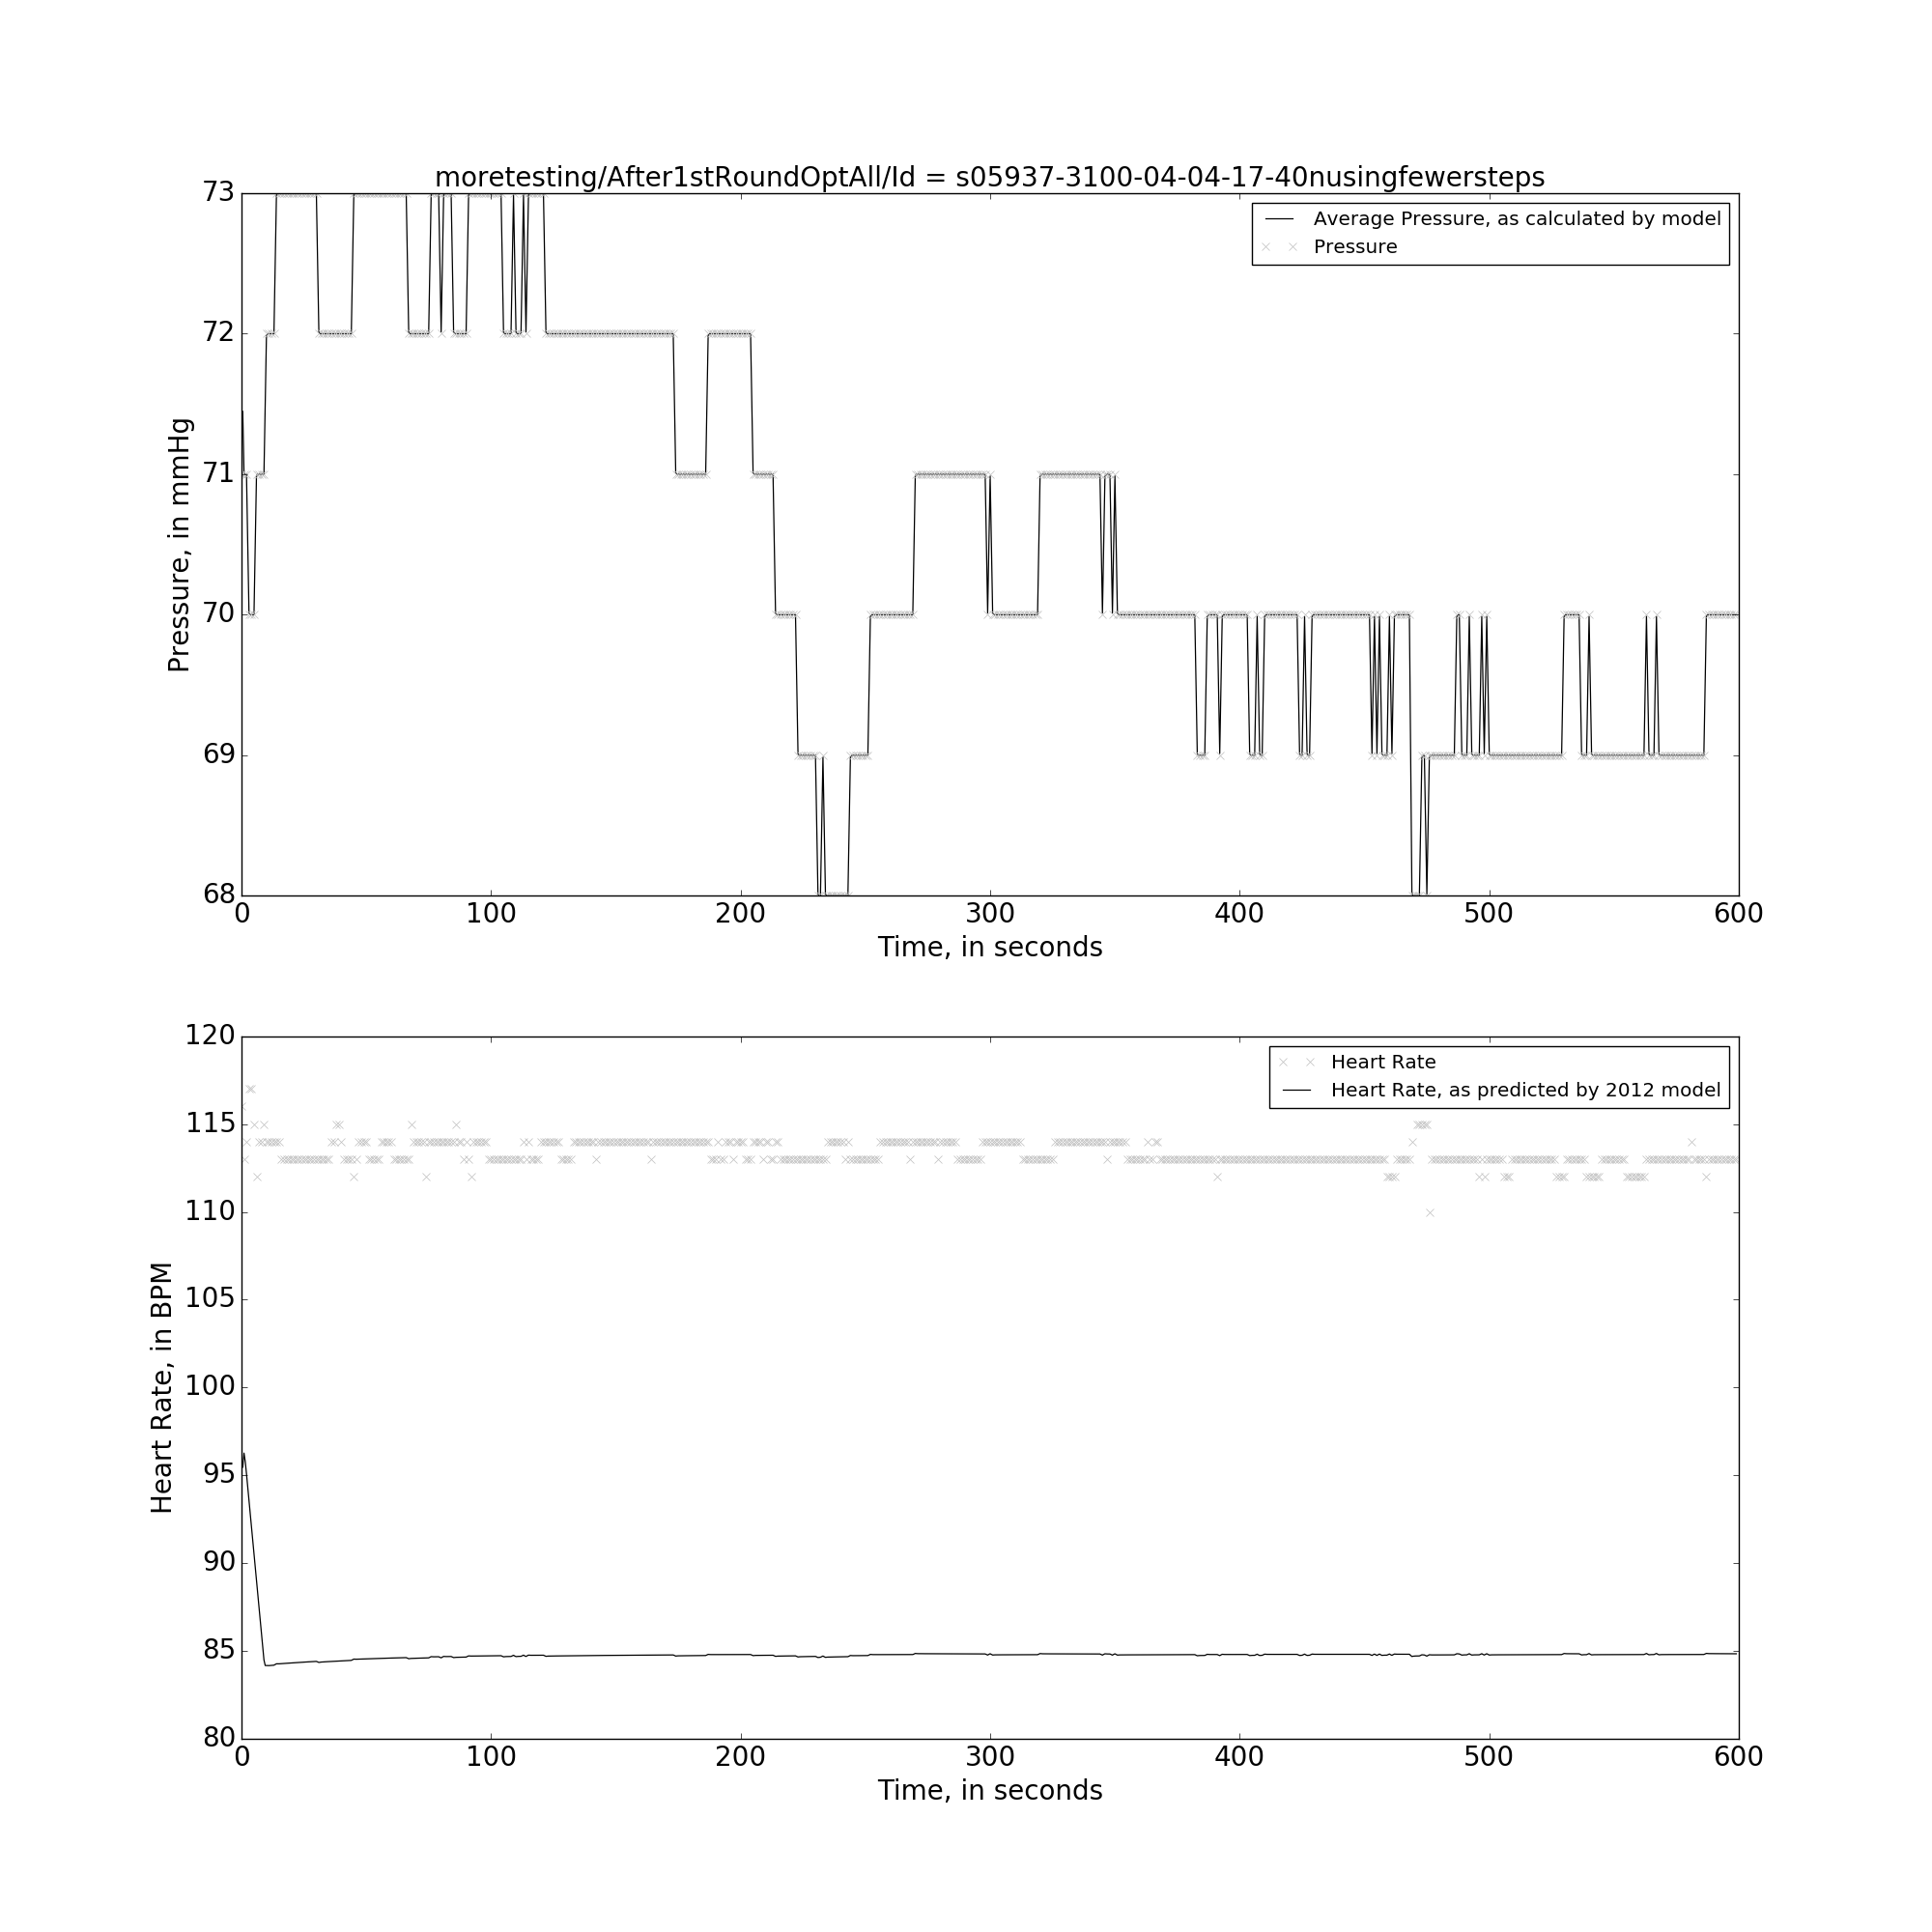 moretesting/After1stRoundOptAll/Id = s05937-3100-04-04-17-40nusingfewersteps
73
72
71
70
69
68
Pressure, in mmHg
Average Pressure, as calculated by model
Pressure
0 100 200 300 400 500 600
Time, in seconds
120
115
110
105
100
95
90
85
80
Heart Rate, in BPM
Heart Rate
Heart Rate, as predicted by 2012 model
0 100 200 300 400 500 600
Time, in seconds